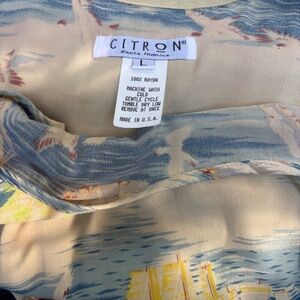 CITRON®
Santa Monica
L
100% RAYON
MACHINE WASH
COLD
GENTLE CYCLE
TUMBLE DRY LOW
REMOVE AT ONCE
MADE IN U.S.A.